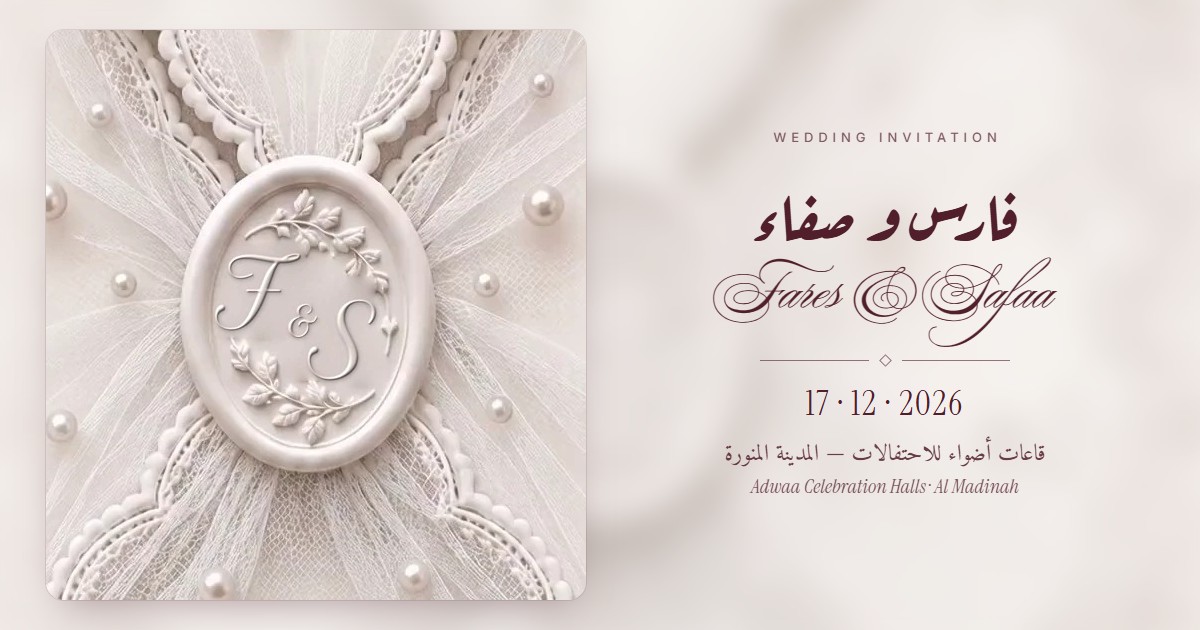 F & S
WEDDING INVITATION
فارس و صفاء
Fares & Safaa
17 · 12 · 2026
قاعات أضواء للاحتفالات — المدينة المنورة
Adwaa Celebration Halls · Al Madinah